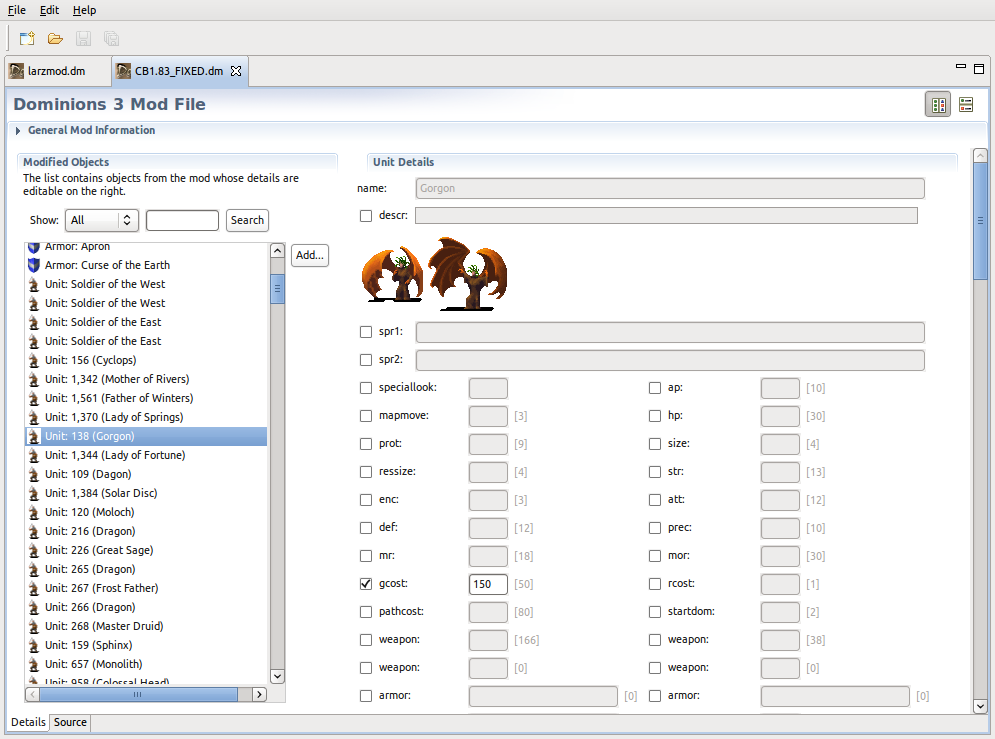 File Edit Help
larzmod.dm CB1.83_FIXED.dm
Dominions 3 Mod File
General Mod Information
Modified Objects
The list contains objects from the mod whose details are
editable on the right.
Show: All Search
Add...
Armor: Apron
Armor: Curse of the Earth
Unit: Soldier of the West
Unit: Soldier of the West
Unit: Soldier of the East
Unit: Soldier of the East
Unit: 156 (Cyclops)
Unit: 1,342 (Mother of Rivers)
Unit: 1,561 (Father of Winters)
Unit: 1,370 (Lady of Springs)
Unit: 138 (Gorgon)
Unit: 1,344 (Lady of Fortune)
Unit: 109 (Dagon)
Unit: 1,384 (Solar Disc)
Unit: 120 (Moloch)
Unit: 216 (Dragon)
Unit: 226 (Great Sage)
Unit: 265 (Dragon)
Unit: 267 (Frost Father)
Unit: 266 (Dragon)
Unit: 268 (Master Druid)
Unit: 159 (Sphinx)
Unit: 657 (Monolith)
Unit: 958 (Colossal Head)
Unit Details
name: Gorgon
descr:
spr1:
spr2:
speciallook: ap: [10]
mapmove: [3] hp: [30]
prot: [9] size: [4]
ressize: [4] str: [13]
enc: [3] att: [12]
def: [12] prec: [10]
mr: [18] mor: [30]
gcost: 150 [50] rcost: [1]
pathcost: [80] startdom: [2]
weapon: [166] weapon: [38]
weapon: [0] weapon: [0]
armor: [0] armor: [0]
Details Source